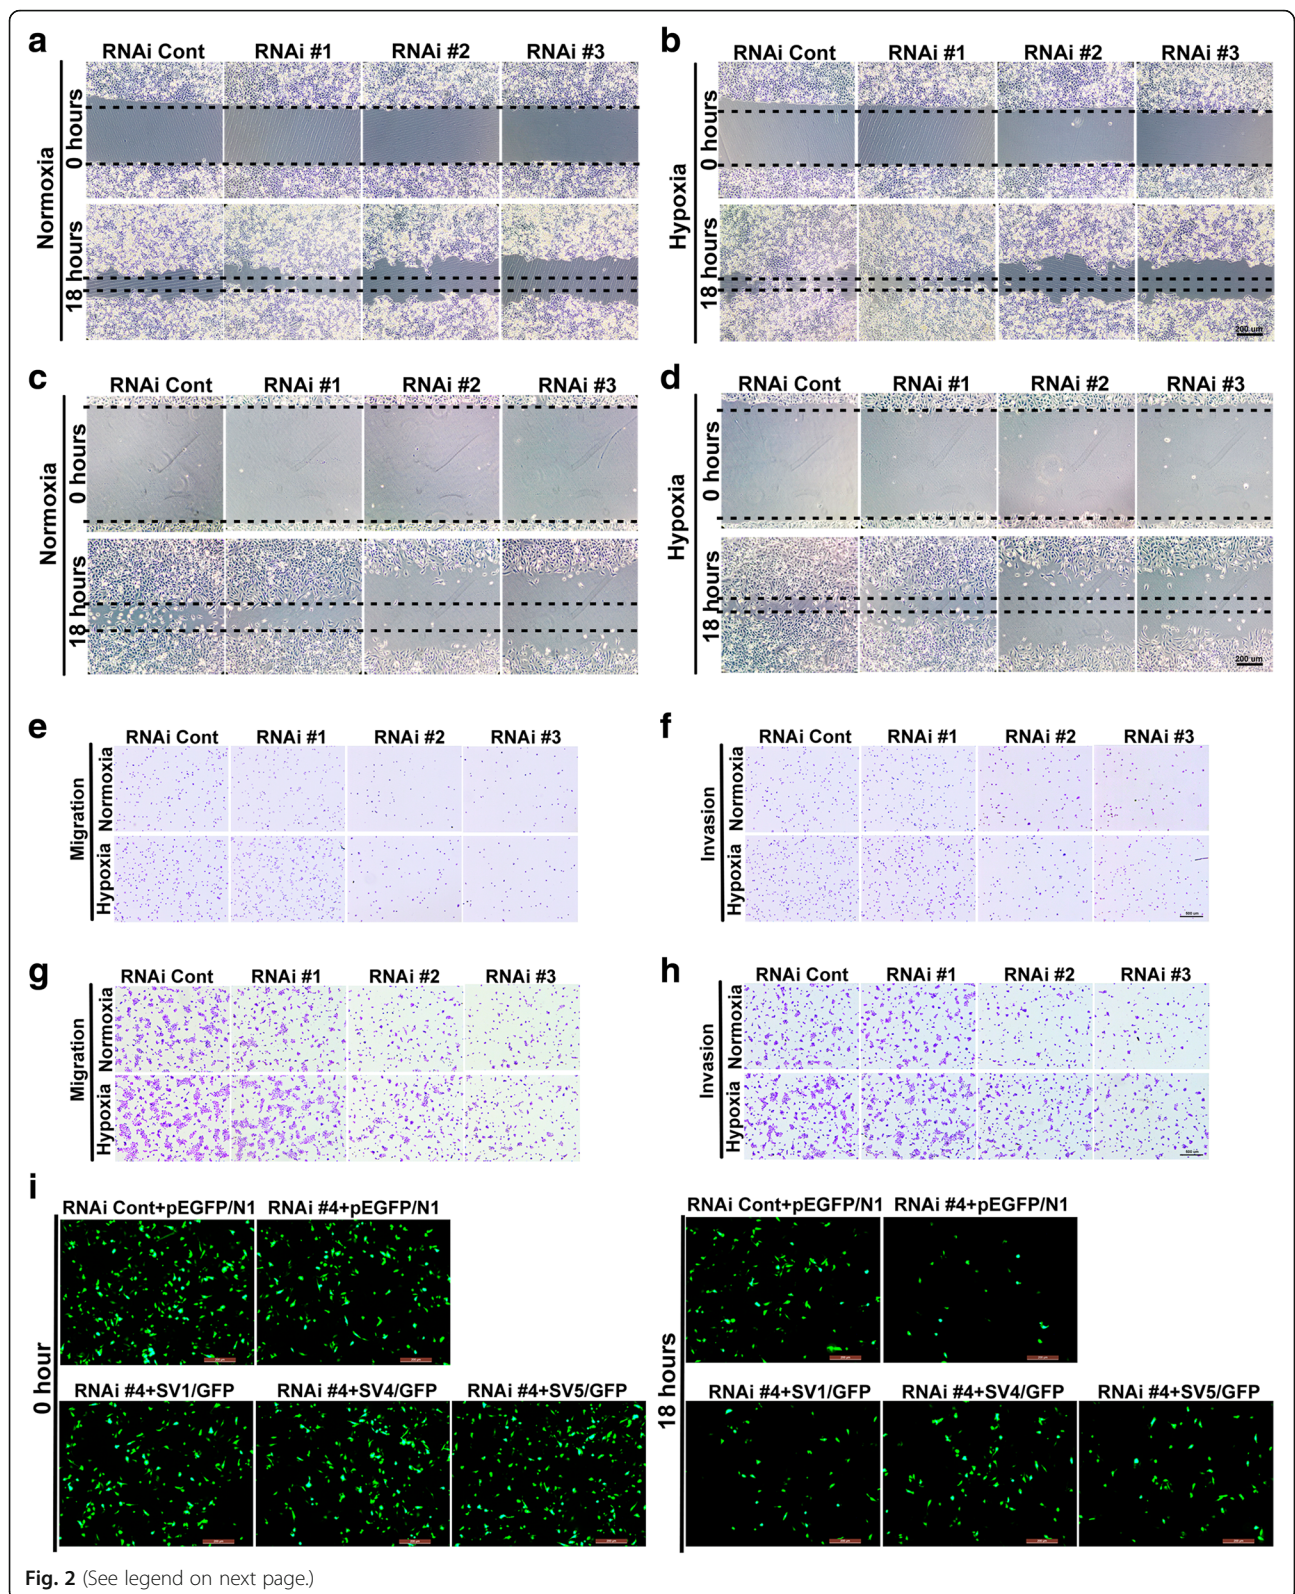 a
RNAi Cont RNAi #1 RNAi #2 RNAi #3
Normoxia
0 hours
18 hours
b
RNAi Cont RNAi #1 RNAi #2 RNAi #3
Hypoxia
0 hours
18 hours
200 um
c
RNAi Cont RNAi #1 RNAi #2 RNAi #3
Normoxia
0 hours
18 hours
d
RNAi Cont RNAi #1 RNAi #2 RNAi #3
Hypoxia
0 hours
18 hours
200 um
e
RNAi Cont RNAi #1 RNAi #2 RNAi #3
Migration
Normoxia
Hypoxia
f
RNAi Cont RNAi #1 RNAi #2 RNAi #3
Invasion
Normoxia
Hypoxia
g
RNAi Cont RNAi #1 RNAi #2 RNAi #3
Migration
Normoxia
Hypoxia
h
RNAi Cont RNAi #1 RNAi #2 RNAi #3
Invasion
Normoxia
Hypoxia
i
RNAi Cont+pEGFP/N1 RNAi #4+pEGFP/N1
0 hour
RNAi #4+SV1/GFP RNAi #4+SV4/GFP RNAi #4+SV5/GFP
RNAi Cont+pEGFP/N1 RNAi #4+pEGFP/N1
18 hours
RNAi #4+SV1/GFP RNAi #4+SV4/GFP RNAi #4+SV5/GFP
Fig. 2 (See legend on next page.)